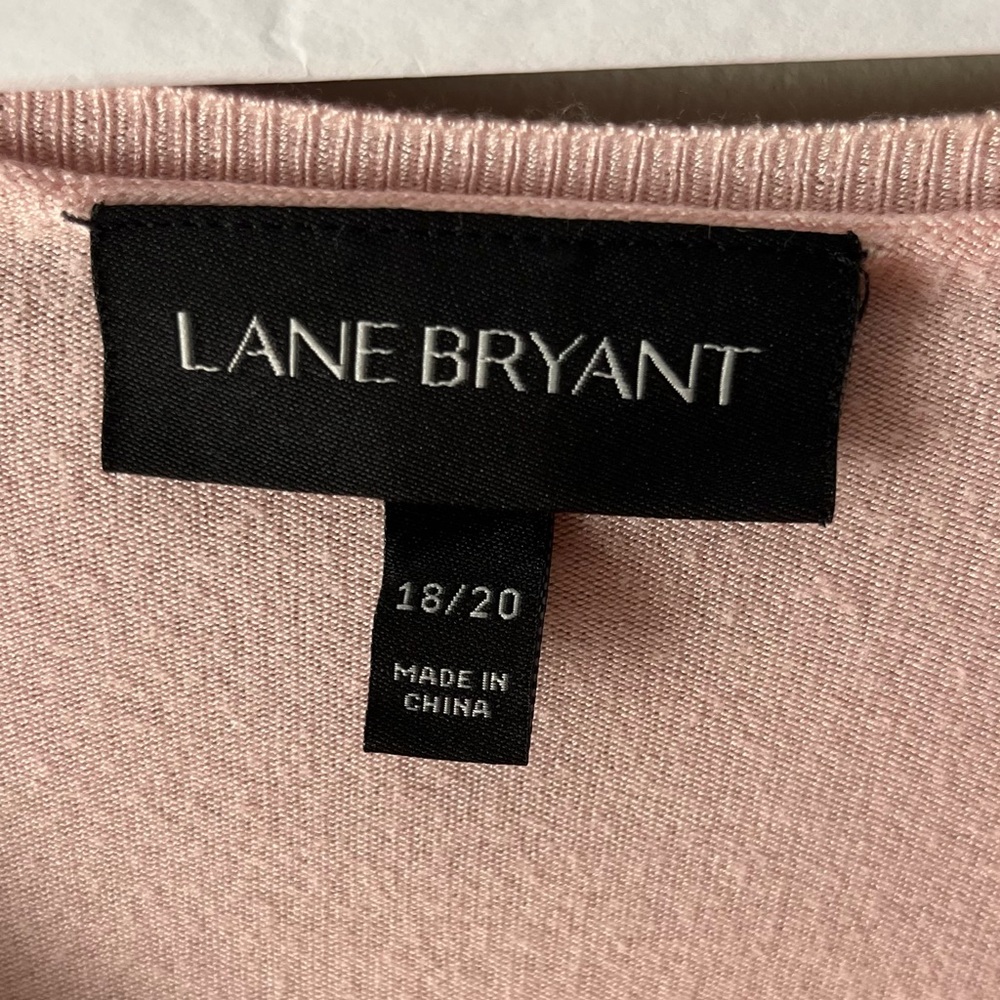 LANE BRYANT
18/20
MADE IN
CHINA